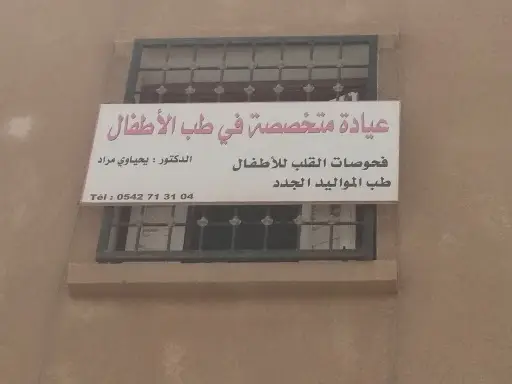 عيادة متخصصة في طب الأطفال
فحوصات القلب للأطفال
طب المواليد الجدد
الدكتور : يحياوي مراد
Tél : 0542 71 31 04